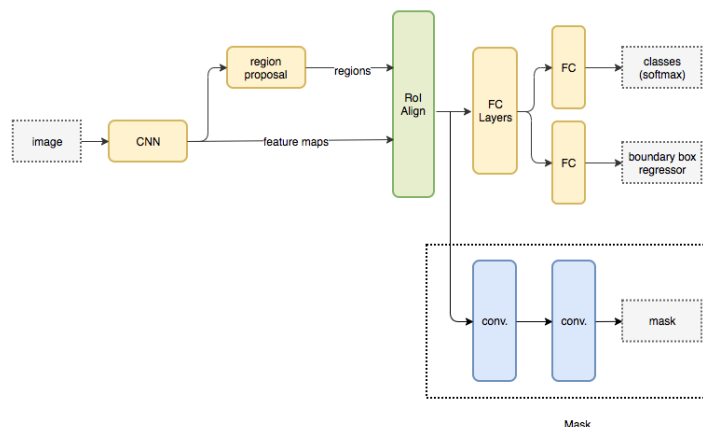 region
proposal
regions
RoI
Align
FC
Layers
FC
classes
(softmax)
image
CNN
feature maps
FC
boundary box
regressor
conv.
conv.
mask
Mask